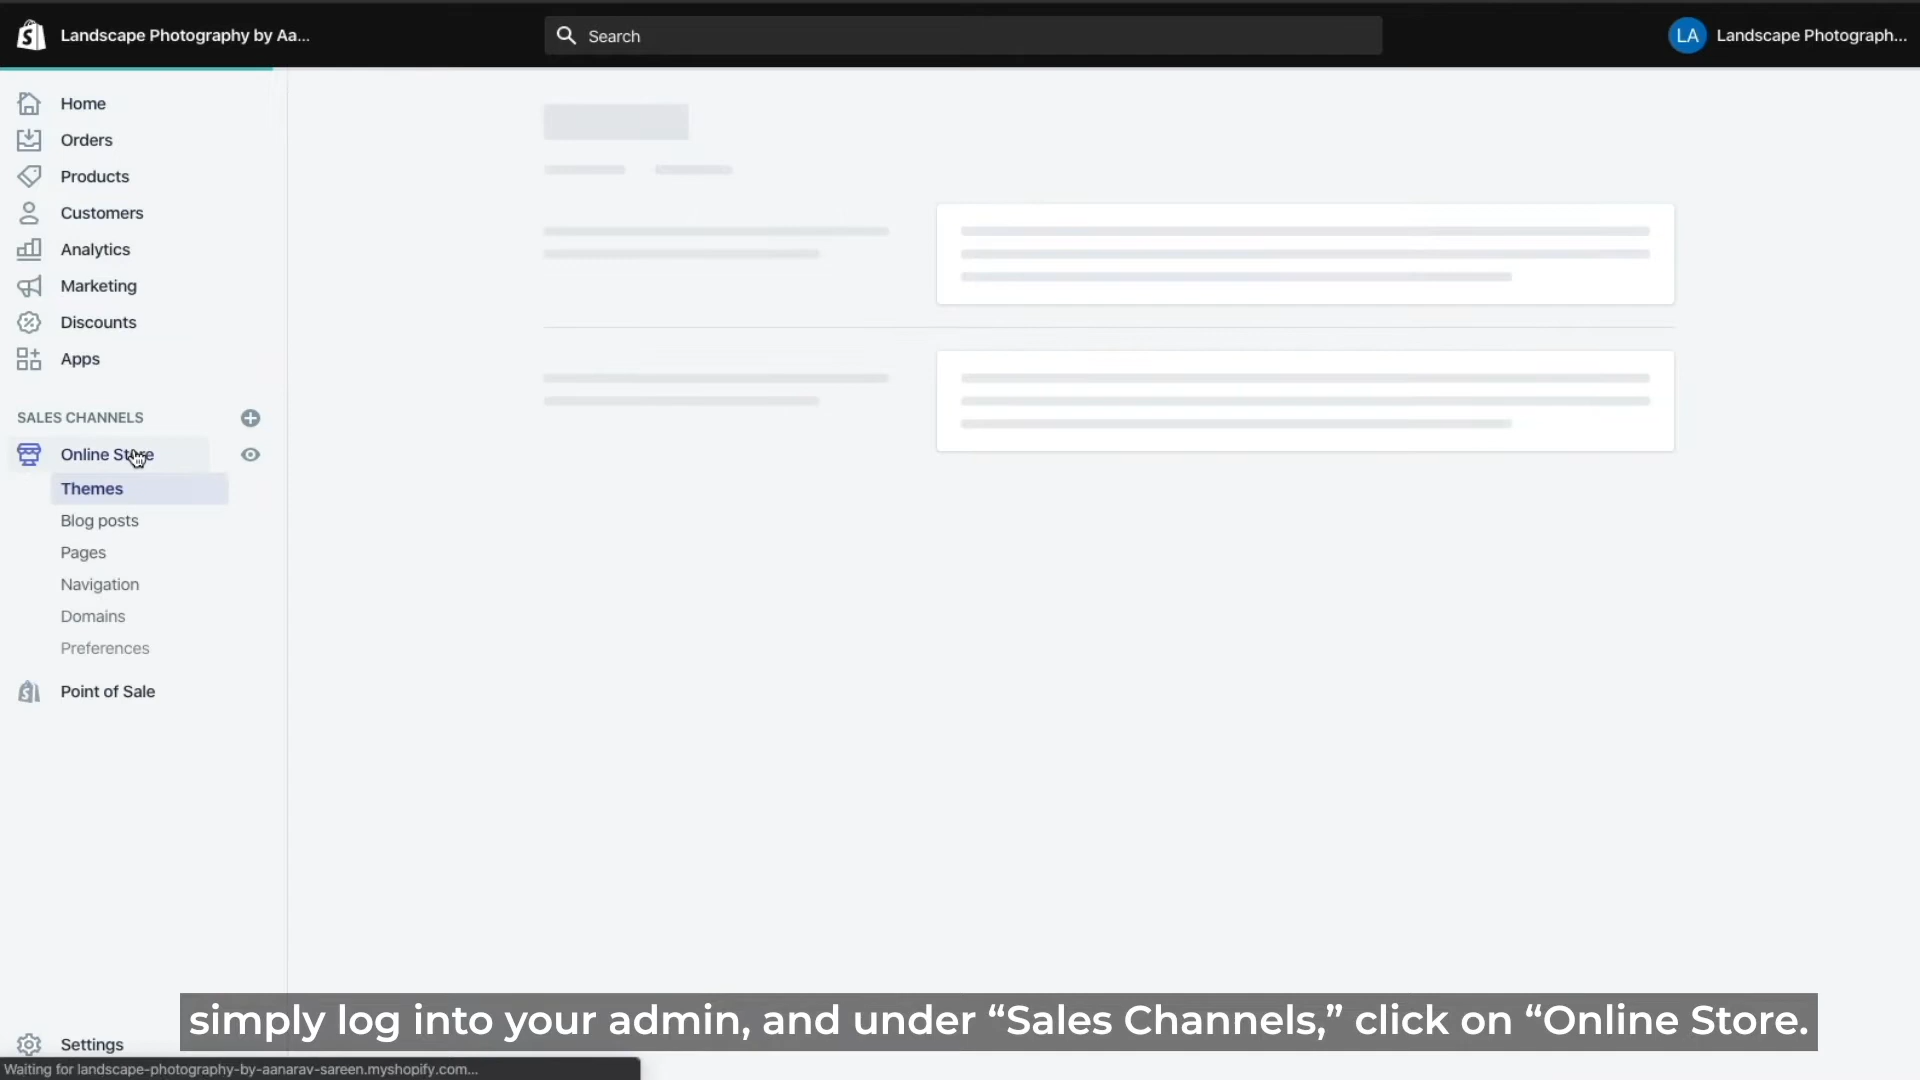 Landscape Photography by Aa...
Search
LA
Landscape Photograph...
Home
Orders
Products
Customers
Analytics
Marketing
Discounts
Apps
SALES CHANNELS
Online Store
Themes
Blog posts
Pages
Navigation
Domains
Preferences
Point of Sale
simply log into your admin, and under “Sales Channels,” click on “Online Store.
Settings
Waiting for landscape-photography-by-aanarav-sareen.myshopify.com...